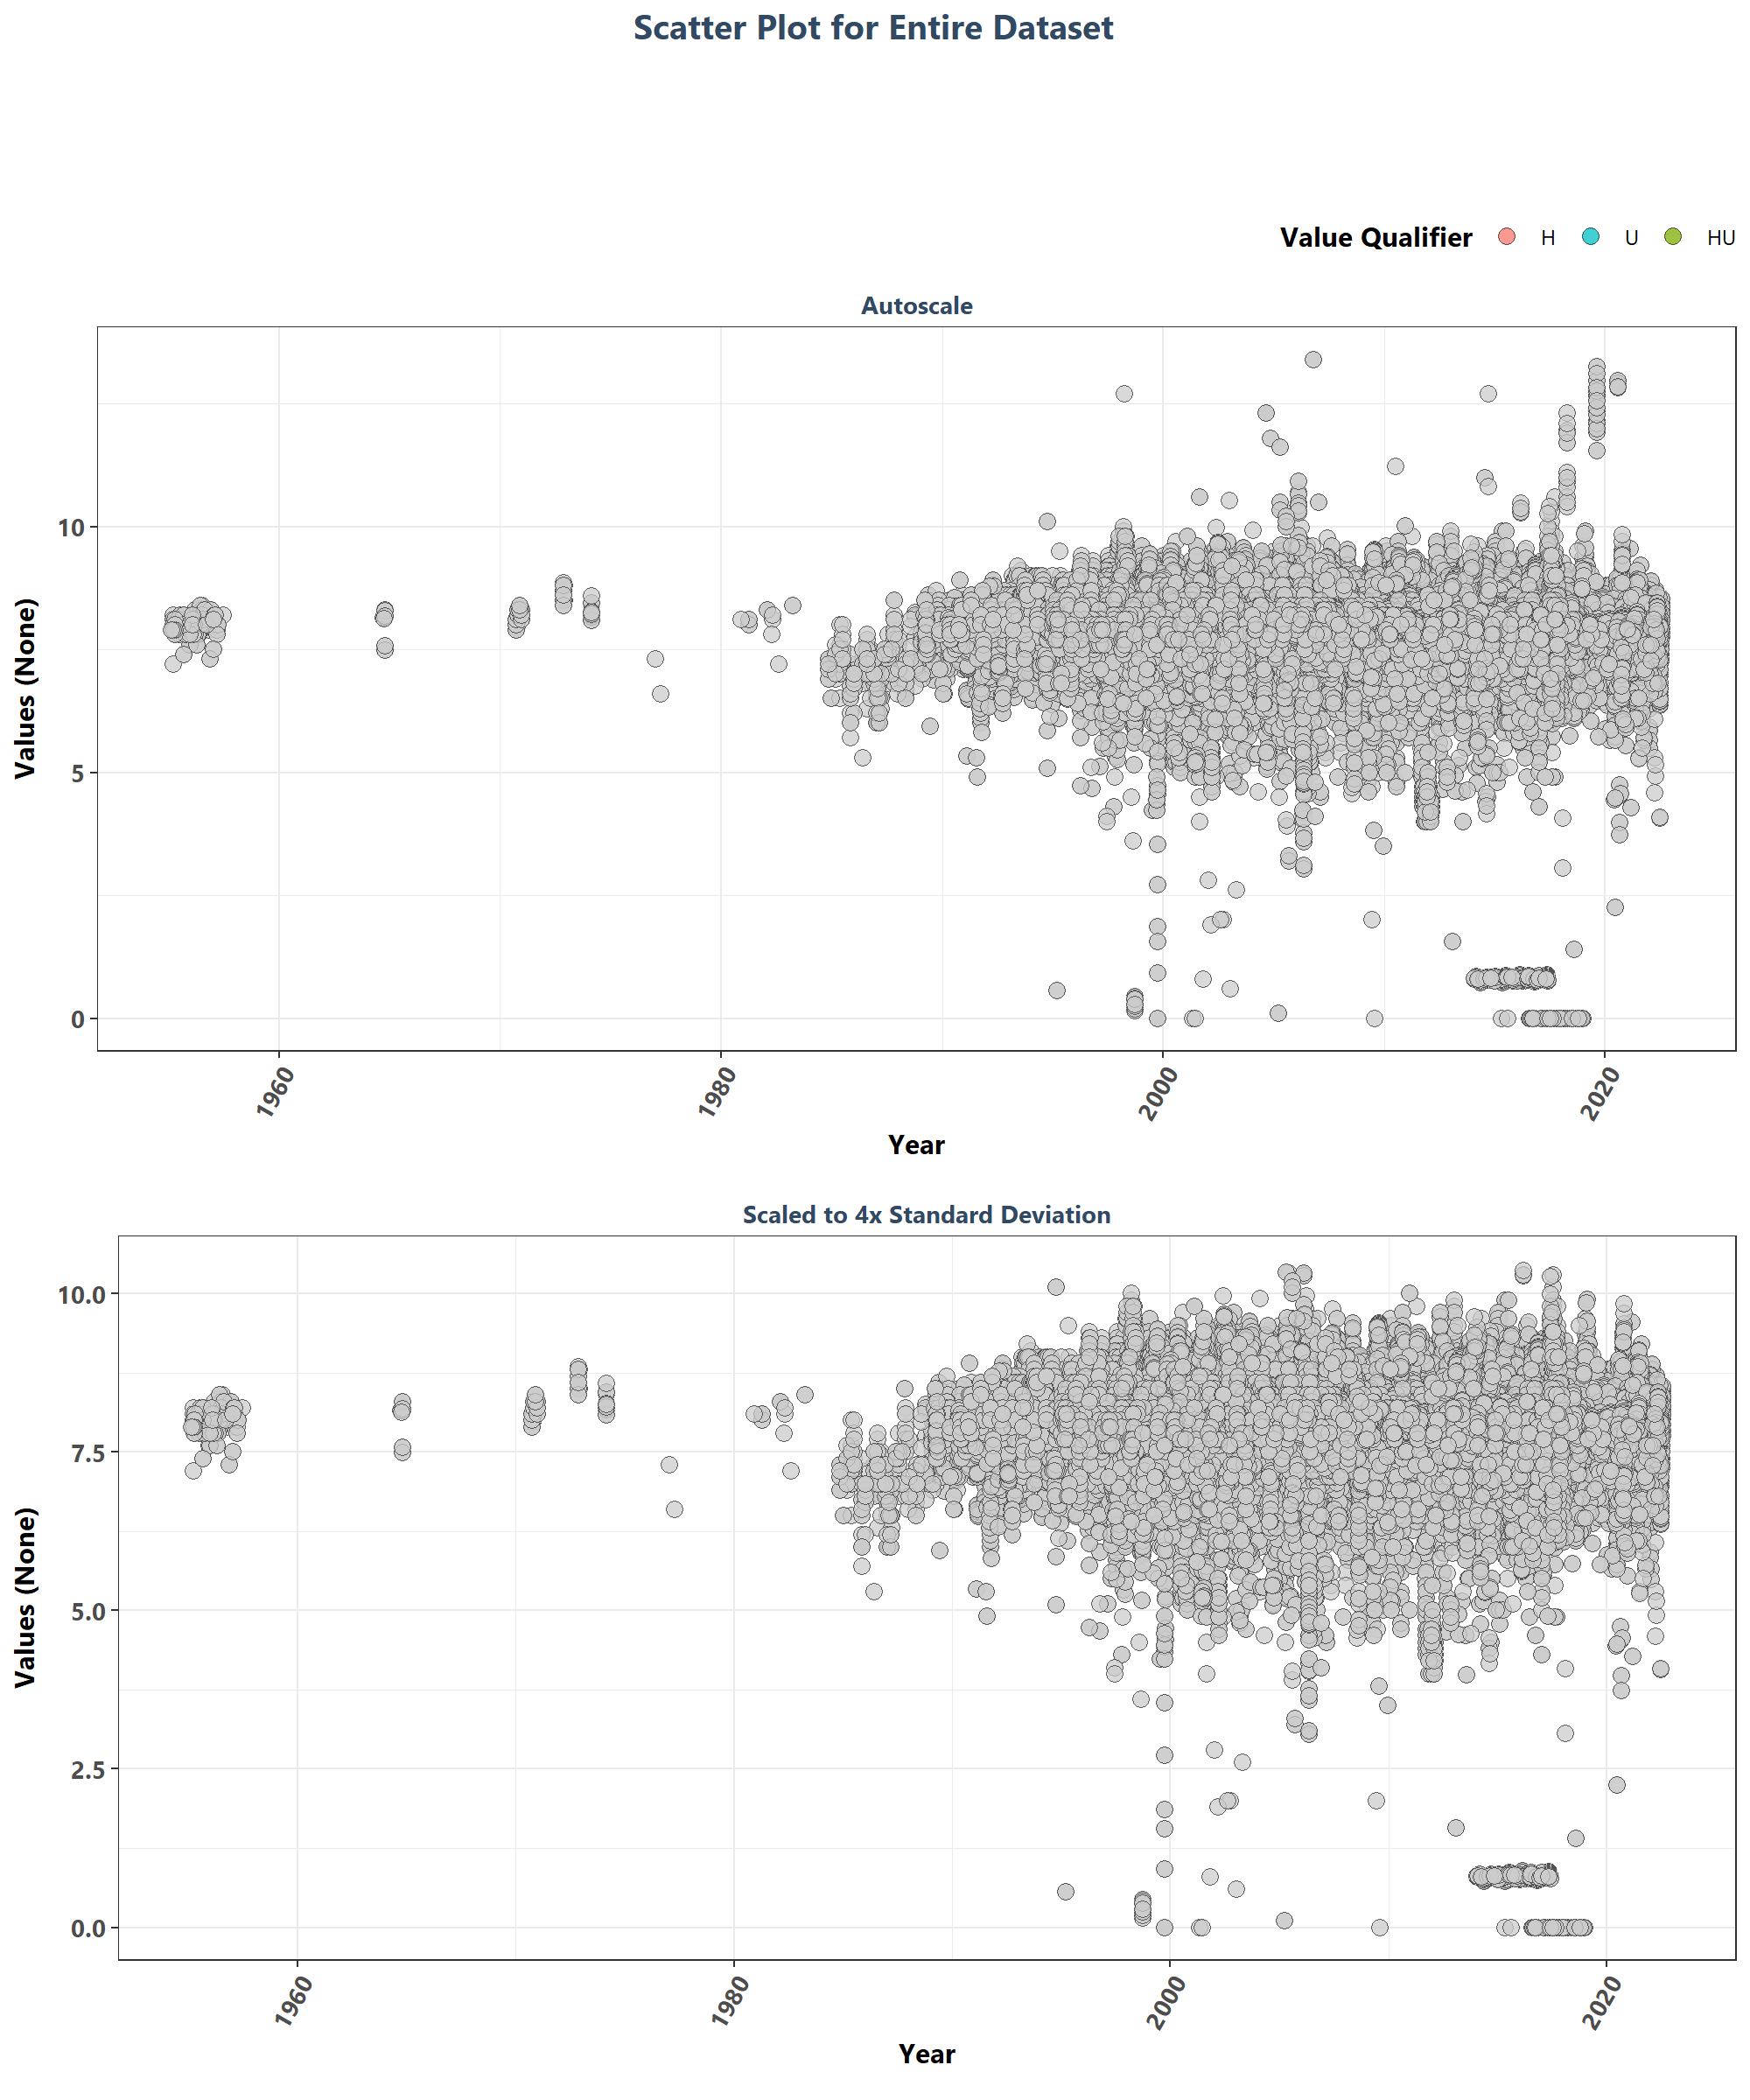 Scatter Plot for Entire Dataset
Value Qualifier H U HU
Autoscale
Values (None)
10
5
0
1960 1980 2000 2020
Year
Scaled to 4x Standard Deviation
Values (None)
10.0
7.5
5.0
2.5
0.0
1960 1980 2000 2020
Year